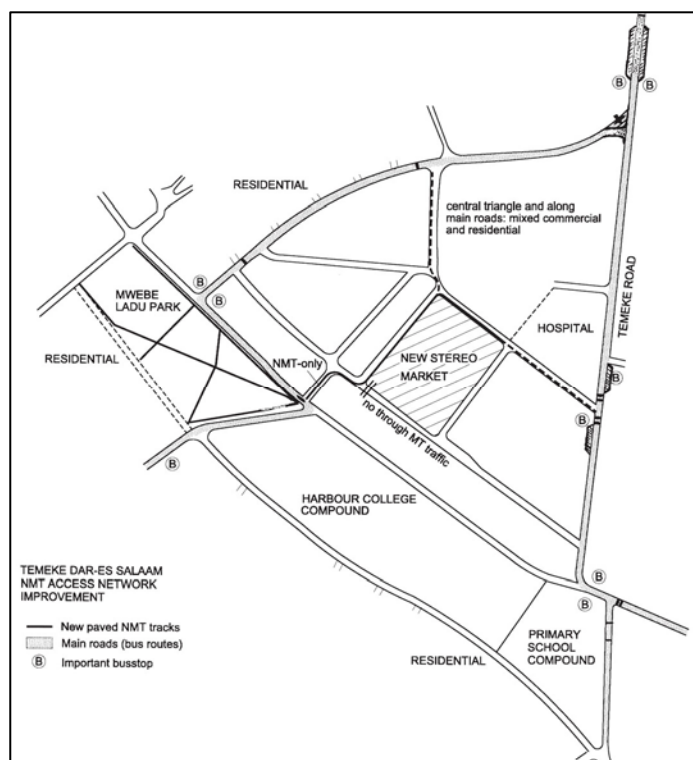 B B
RESIDENTIAL
central triangle and along
main roads: mixed commercial
and residential
TEMEKE ROAD
B
B
MWEBE
LADU PARK
HOSPITAL
RESIDENTIAL
NMT-only
NEW STEREO
MARKET
B
B
no through MT traffic
B
HARBOUR COLLEGE
COMPOUND
TEMEKE DAR-ES SALAAM
NMT ACCESS NETWORK
IMPROVEMENT
B
B
New paved NMT tracks
Main roads (bus routes)
B Important busstop
PRIMARY
SCHOOL
COMPOUND
RESIDENTIAL